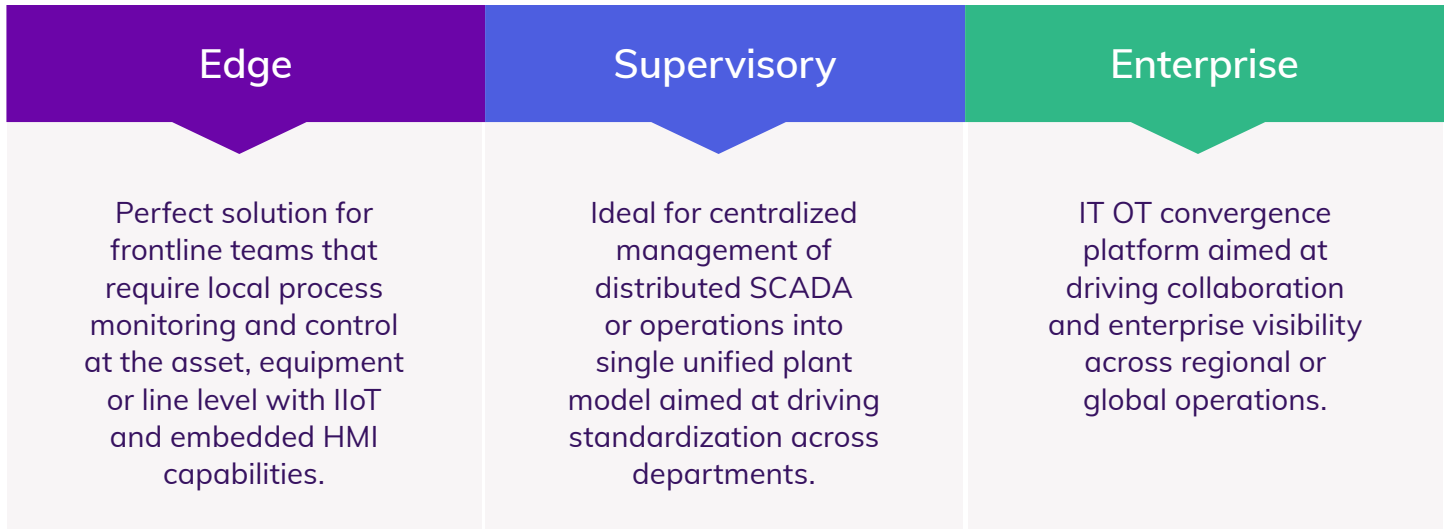 Edge
Perfect solution for
frontline teams that
require local process
monitoring and control
at the asset, equipment
or line level with IIoT
and embedded HMI
capabilities.
Supervisory
Ideal for centralized
management of
distributed SCADA
or operations into
single unified plant
model aimed at driving
standardization across
departments.
Enterprise
IT OT convergence
platform aimed at
driving collaboration
and enterprise visibility
across regional or
global operations.